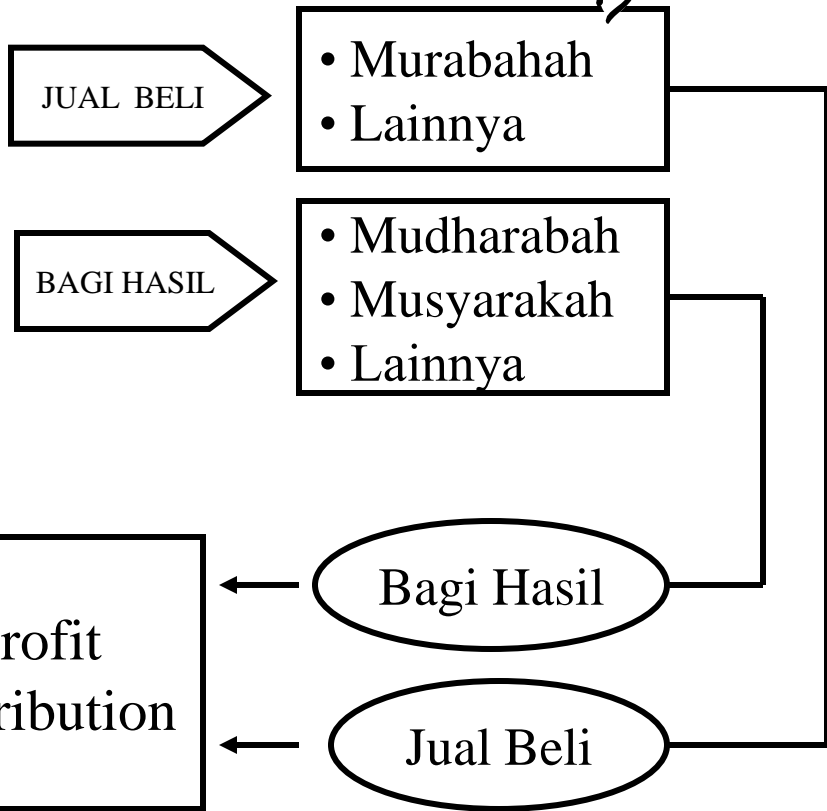 JUAL BELI
• Murabahah
• Lainnya
BAGI HASIL
• Mudharabah
• Musyarakah
• Lainnya
Bagi Hasil
rofit
ribution
Jual Beli